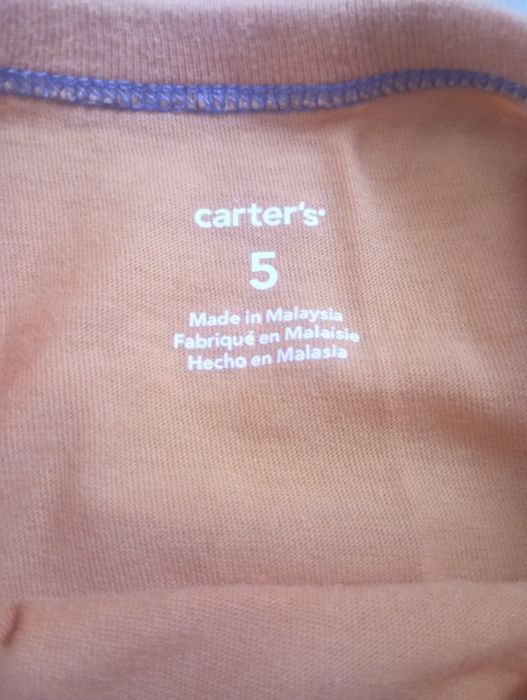 carter's
5
Made in Malaysia
Fabriqué en Malaisie
Hecho en Malasia